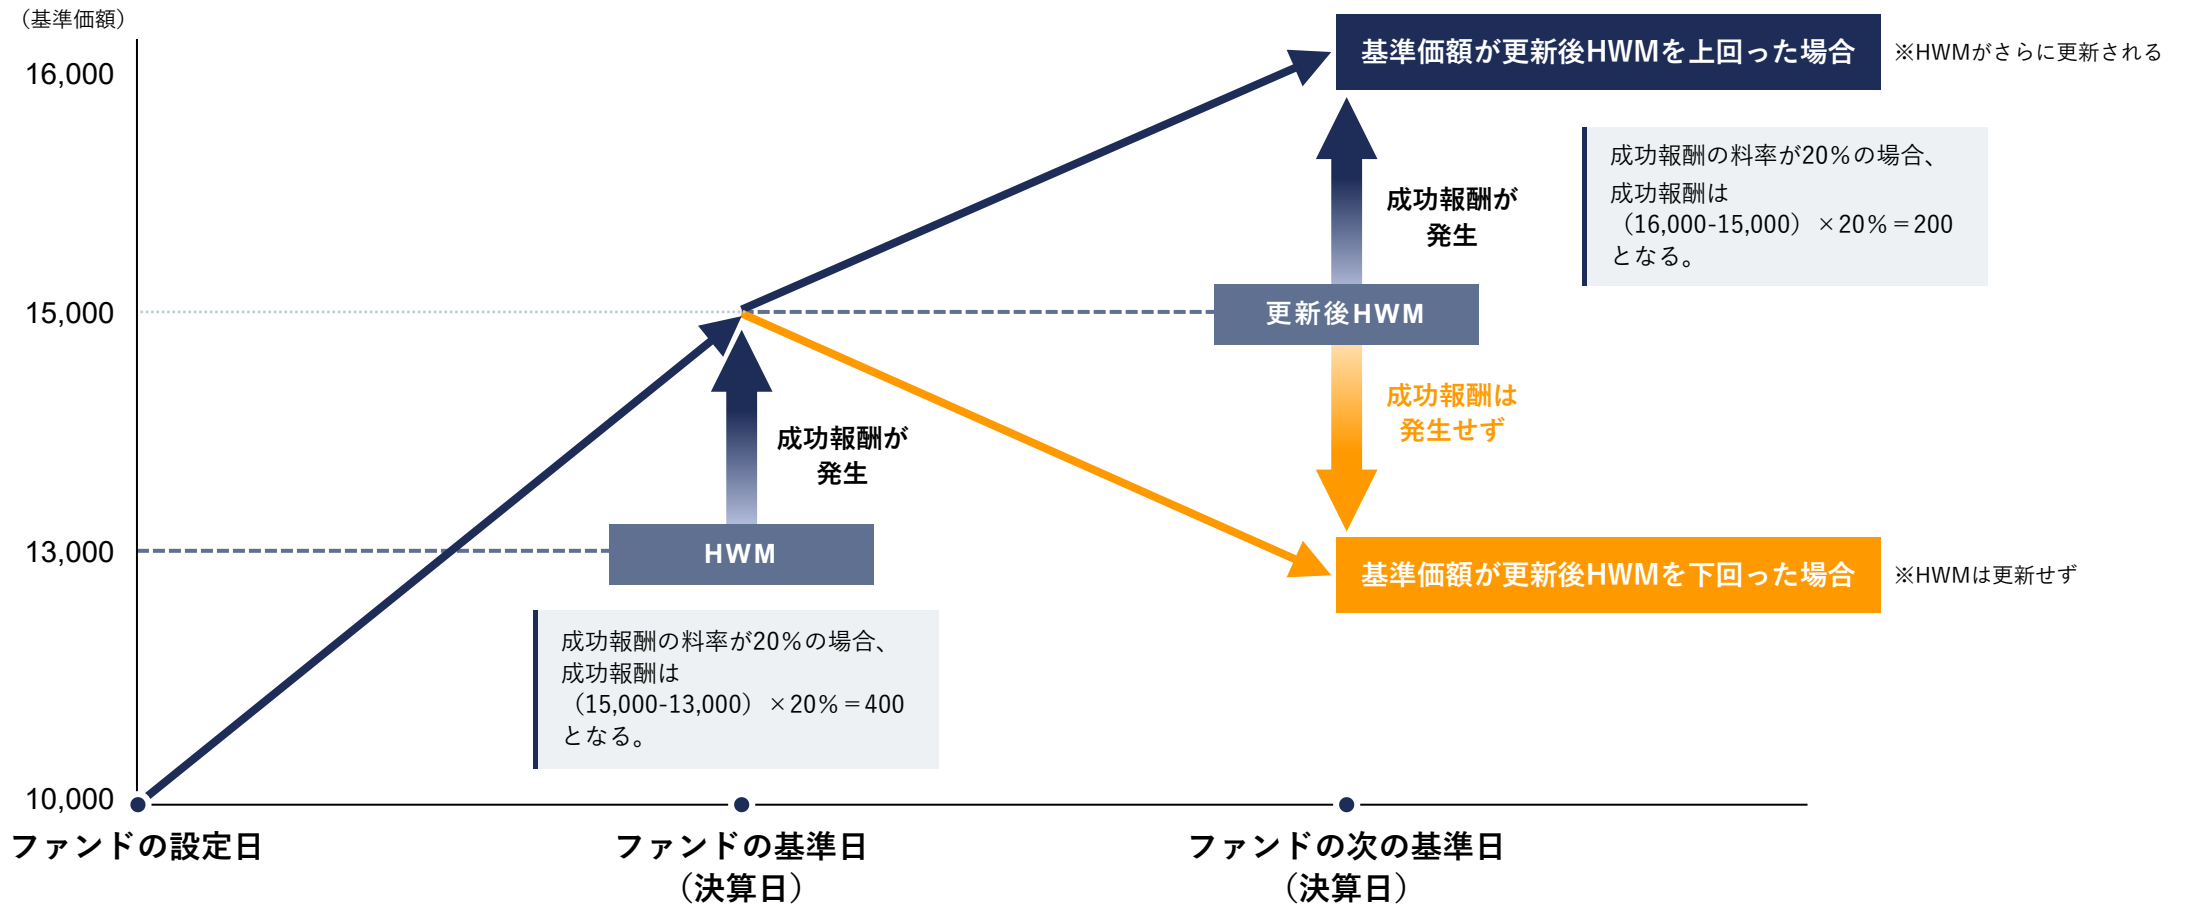 （基準価額）
16,000
15,000
13,000
10,000
基準価額が更新後HWMを上回った場合
※HWMがさらに更新される
成功報酬が
発生
成功報酬の料率が20%の場合、
成功報酬は
（16,000-15,000）×20%＝200
となる。
更新後HWM
成功報酬は
発生せず
成功報酬が
発生
HWM
基準価額が更新後HWMを下回った場合
※HWMは更新せず
成功報酬の料率が20%の場合、
成功報酬は
（15,000-13,000）×20%＝400
となる。
ファンドの設定日
ファンドの基準日
（決算日）
ファンドの次の基準日
（決算日）